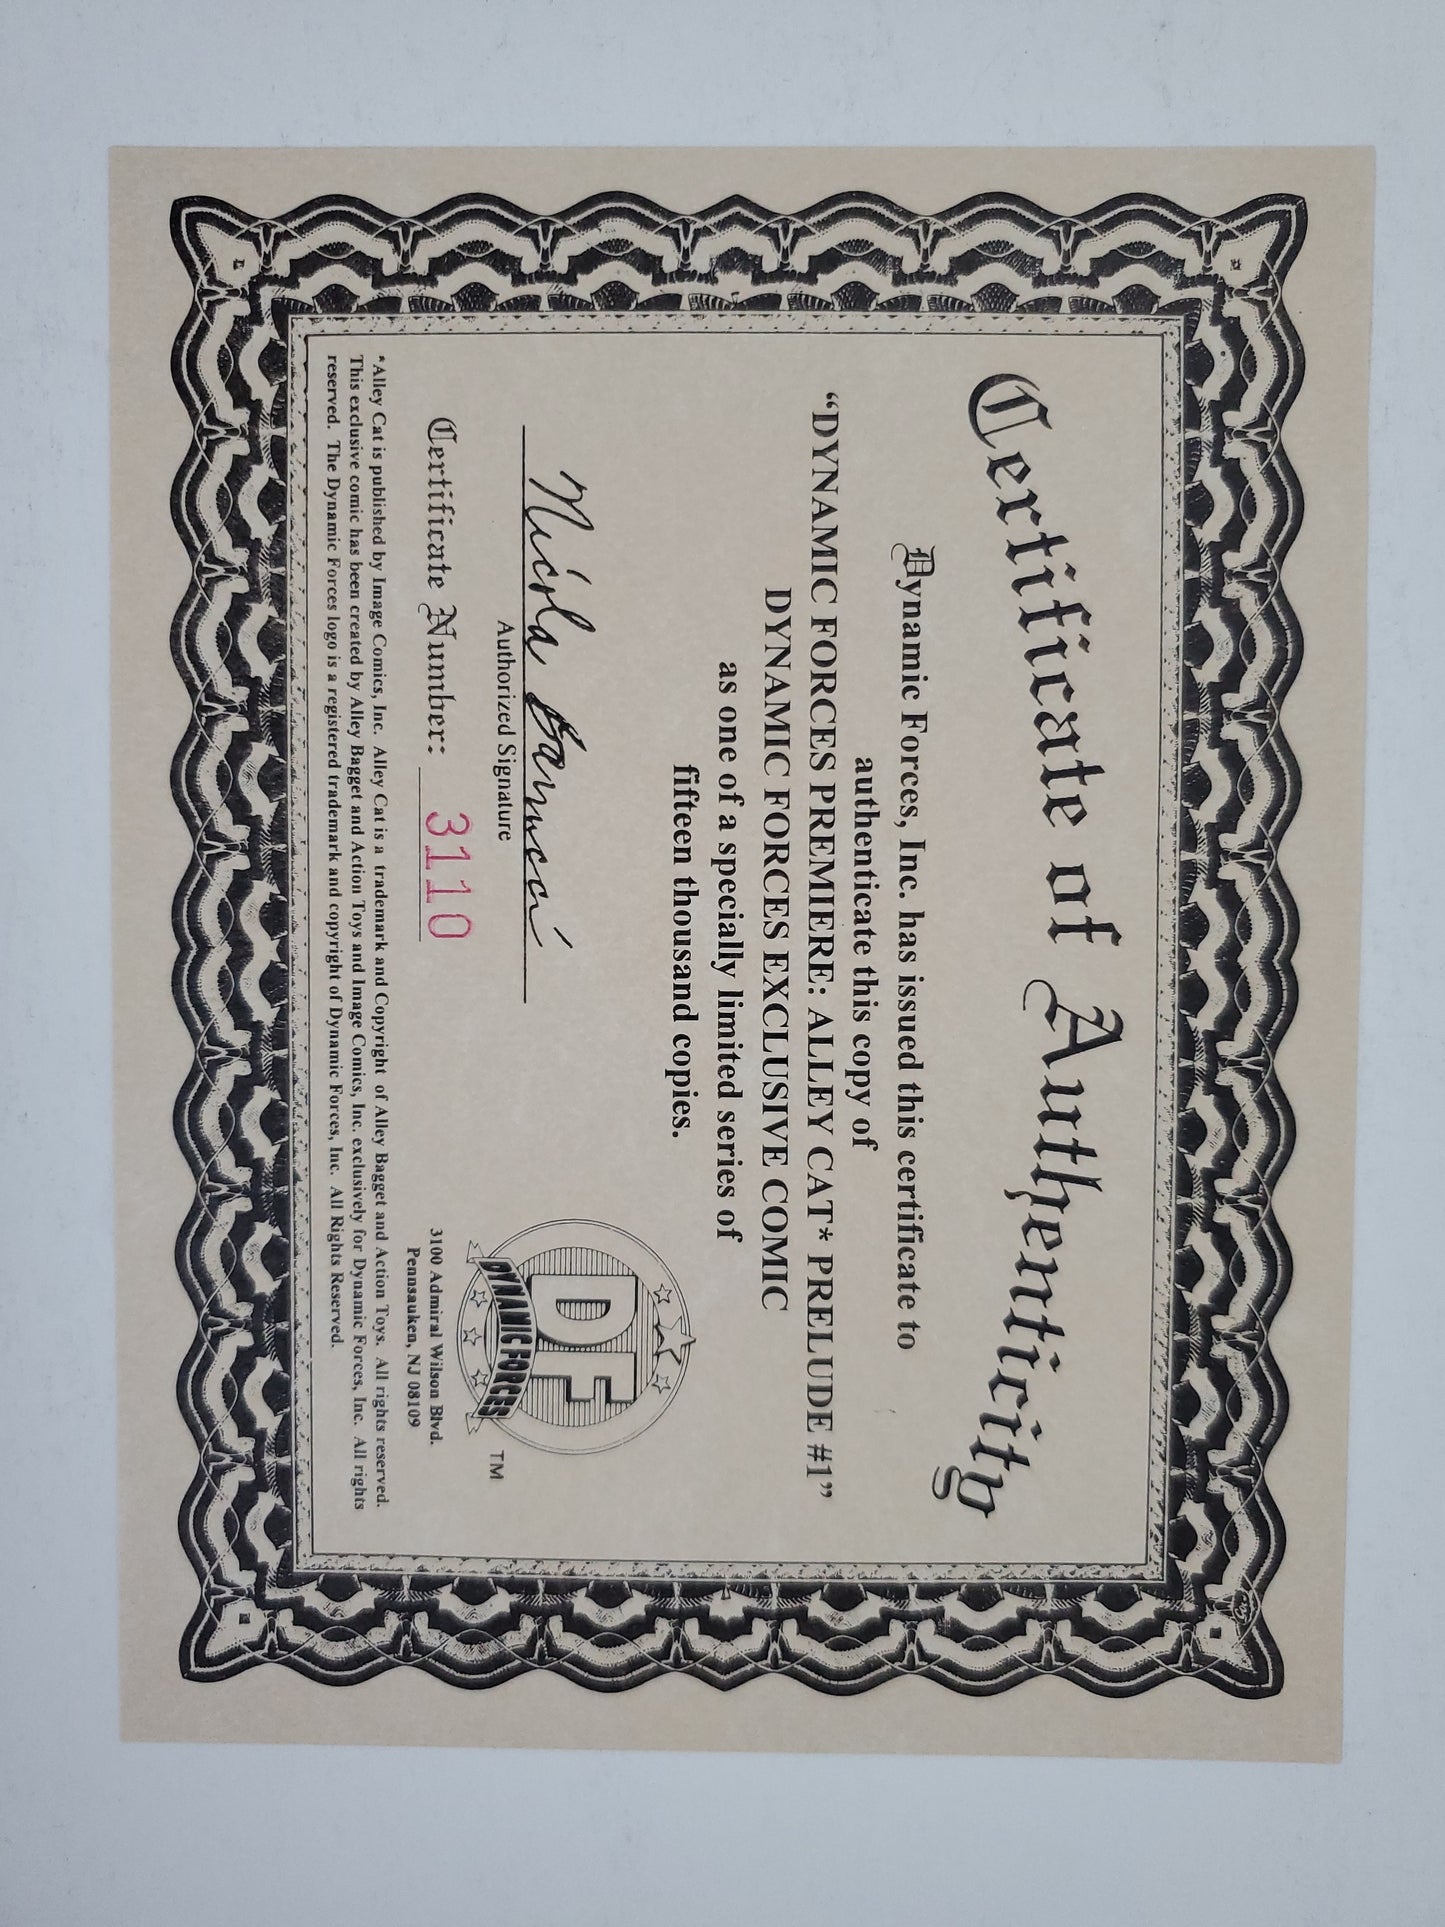 Certificate of Authenticity
Dynamic Forces, Inc. has issued this certificate to
authenticate this copy of
“DYNAMIC FORCES PREMIERE: ALLEY CAT* PRELUDE #1”
DYNAMIC FORCES EXCLUSIVE COMIC
as one of a specially limited series of
fifteen thousand copies.
Nicola Barrucci
Authorized Signature
Certificate Number: 3110
DF
DYNAMIC FORCES
TM
3100 Admiral Wilson Blvd.
Pennsauken, NJ 08109
*Alley Cat is published by Image Comics, Inc. Alley Cat is a trademark and Copyright of Alley Bagget and Action Toys. All rights reserved.
This exclusive comic has been created by Alley Bagget and Action Toys and Image Comics, Inc. exclusively for Dynamic Forces, Inc. All rights
reserved. The Dynamic Forces logo is a registered trademark and copyright of Dynamic Forces, Inc. All Rights Reserved.